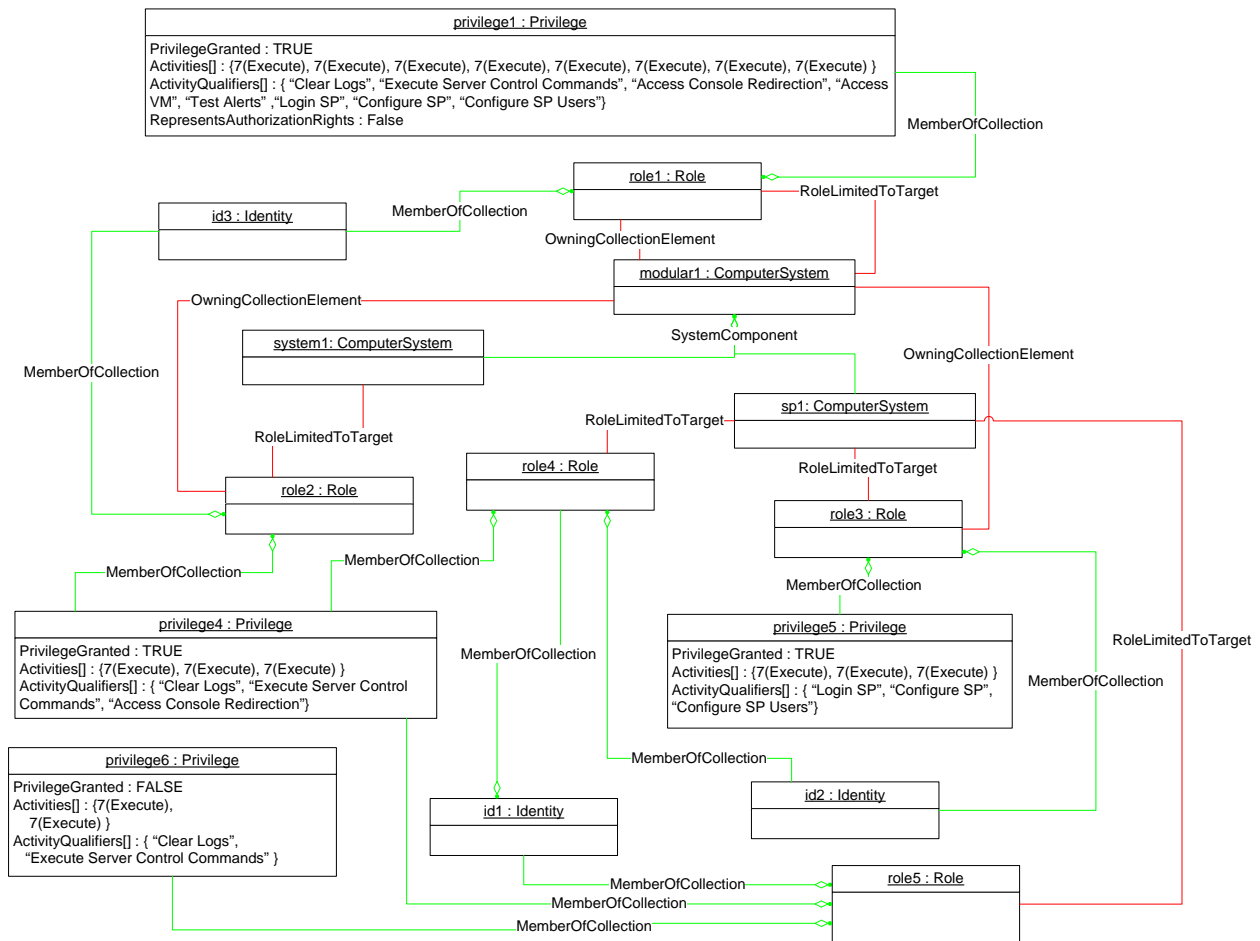 privilege1 : Privilege
PrivilegeGranted : TRUE
Activities[] : {7(Execute), 7(Execute), 7(Execute), 7(Execute), 7(Execute), 7(Execute), 7(Execute), 7(Execute) }
ActivityQualifiers[] : { “Clear Logs”, “Execute Server Control Commands”, “Access Console Redirection”, “Access
VM”, “Test Alerts” ,“Login SP”, “Configure SP”, “Configure SP Users”}
RepresentsAuthorizationRights : False
MemberOfCollection
role1 : Role
RoleLimitedToTarget
MemberOfCollection
id3 : Identity
OwningCollectionElement
modular1 : ComputerSystem
OwningCollectionElement
SystemComponent
system1: ComputerSystem
OwningCollectionElement
MemberOfCollection
sp1: ComputerSystem
RoleLimitedToTarget
RoleLimitedToTarget
role4 : Role
RoleLimitedToTarget
role2 : Role
role3 : Role
MemberOfCollection
MemberOfCollection
MemberOfCollection
privilege4 : Privilege
PrivilegeGranted : TRUE
Activities[] : {7(Execute), 7(Execute), 7(Execute) }
ActivityQualifiers[] : { “Clear Logs”, “Execute Server Control
Commands”, “Access Console Redirection”}
privilege5 : Privilege
PrivilegeGranted : TRUE
Activities[] : {7(Execute), 7(Execute), 7(Execute) }
ActivityQualifiers[] : { “Login SP”, “Configure SP”,
“Configure SP Users”}
RoleLimitedToTarget
MemberOfCollection
MemberOfCollection
privilege6 : Privilege
PrivilegeGranted : FALSE
Activities[] : {7(Execute),
7(Execute) }
ActivityQualifiers[] : { “Clear Logs”,
“Execute Server Control Commands” }
MemberOfCollection
id2 : Identity
id1 : Identity
role5 : Role
MemberOfCollection
MemberOfCollection
MemberOfCollection